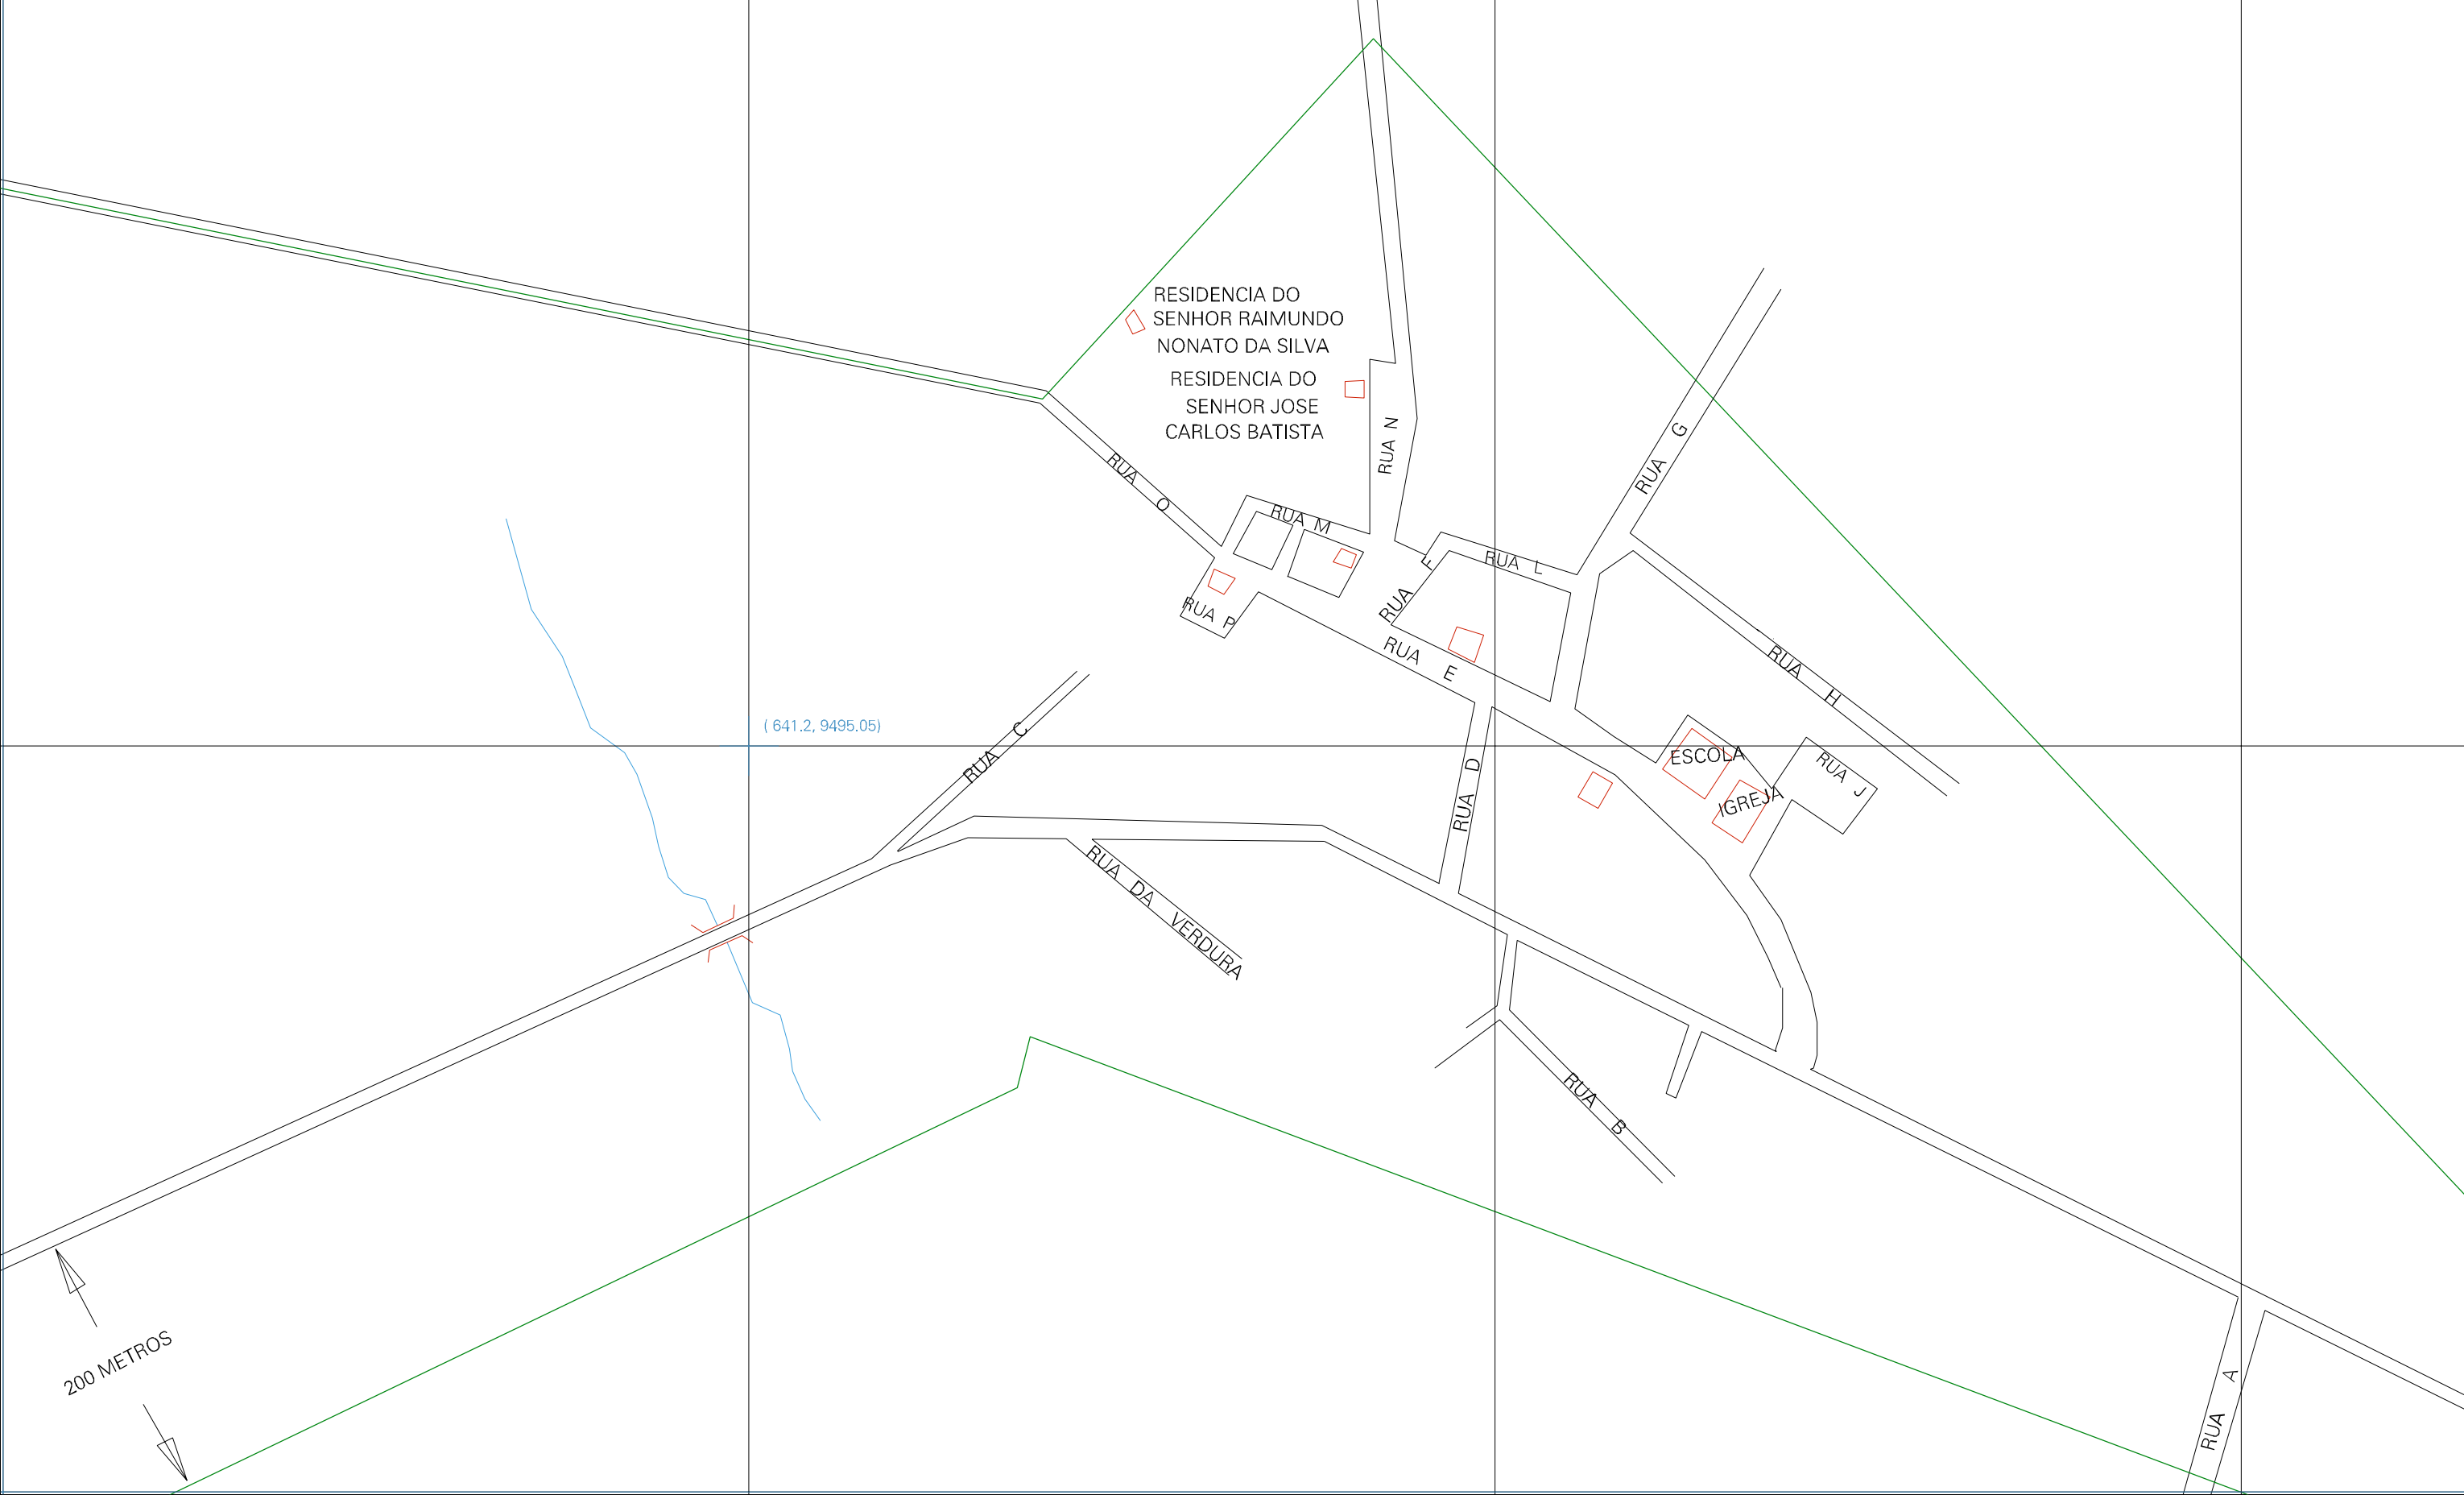 RESIDENCIA DO
SENHOR RAIMUNDO
NONATO DA SILVA
RESIDENCIA DO
SENHOR JOSE
CARLOS BATISTA
RUA N
RUA G
RUA O
RUA M
RUA F
RUA L
RUA P
RUA E
RUA H
( 641.2, 9495.05)
RUA C
RUA D
ESCOLA
IGREJA
RUA J
RUA DA VERDURA
RUA B
200 METROS
RUA A